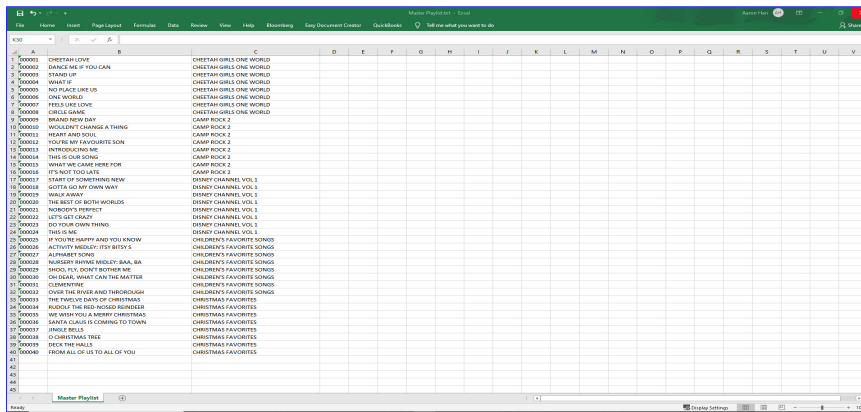 Master Playlist.txt - Excel
Aaron Han AH
File Home Insert Page Layout Formulas Data Review View Help Bloomberg Easy Document Creator QuickBooks Tell me what you want to do Share
K50 fx
A B C D E F G H I J K L M N O P Q R S T U V
1 000001 CHEETAH LOVE CHEETAH GIRLS ONE WORLD
2 000002 DANCE ME IF YOU CAN CHEETAH GIRLS ONE WORLD
3 000003 STAND UP CHEETAH GIRLS ONE WORLD
4 000004 WHAT IF CHEETAH GIRLS ONE WORLD
5 000005 NO PLACE LIKE US CHEETAH GIRLS ONE WORLD
6 000006 ONE WORLD CHEETAH GIRLS ONE WORLD
7 000007 FEELS LIKE LOVE CHEETAH GIRLS ONE WORLD
8 000008 CIRCLE GAME CHEETAH GIRLS ONE WORLD
9 000009 BRAND NEW DAY CAMP ROCK 2
10 000010 WOULDN'T CHANGE A THING CAMP ROCK 2
11 000011 HEART AND SOUL CAMP ROCK 2
12 000012 YOU'RE MY FAVOURITE SON CAMP ROCK 2
13 000013 INTRODUCING ME CAMP ROCK 2
14 000014 THIS IS OUR SONG CAMP ROCK 2
15 000015 WHAT WE CAME HERE FOR CAMP ROCK 2
16 000016 IT'S NOT TOO LATE CAMP ROCK 2
17 000017 START OF SOMETHING NEW DISNEY CHANNEL VOL 1
18 000018 GOTTA GO MY OWN WAY DISNEY CHANNEL VOL 1
19 000019 WALK AWAY DISNEY CHANNEL VOL 1
20 000020 THE BEST OF BOTH WORLDS DISNEY CHANNEL VOL 1
21 000021 NOBODY'S PERFECT DISNEY CHANNEL VOL 1
22 000022 LET'S GET CRAZY DISNEY CHANNEL VOL 1
23 000023 DO YOUR OWN THING DISNEY CHANNEL VOL 1
24 000024 THIS IS ME DISNEY CHANNEL VOL 1
25 000025 IF YOU'RE HAPPY AND YOU KNOW CHILDREN'S FAVORITE SONGS
26 000026 ACTIVITY MEDLEY: ITSY BITSY S CHILDREN'S FAVORITE SONGS
27 000027 ALPHABET SONG CHILDREN'S FAVORITE SONGS
28 000028 NURSERY RHYME MIDLEY: BAA, BA CHILDREN'S FAVORITE SONGS
29 000029 SHOO, FLY, DON'T BOTHER ME CHILDREN'S FAVORITE SONGS
30 000030 OH DEAR, WHAT CAN THE MATTER CHILDREN'S FAVORITE SONGS
31 000031 CLEMENTINE CHILDREN'S FAVORITE SONGS
32 000032 OVER THE RIVER AND THROROUGH CHILDREN'S FAVORITE SONGS
33 000033 THE TWELVE DAYS OF CHRISTMAS CHRISTMAS FAVORITES
34 000034 RUDOLF THE RED-NOSED REINDEER CHRISTMAS FAVORITES
35 000035 WE WISH YOU A MERRY CHRISTMAS CHRISTMAS FAVORITES
36 000036 SANTA CLAUS IS COMING TO TOWN CHRISTMAS FAVORITES
37 000037 JINGLE BELLS CHRISTMAS FAVORITES
38 000038 O CHRISTMAS TREE CHRISTMAS FAVORITES
39 000039 DECK THE HALLS CHRISTMAS FAVORITES
40 000040 FROM ALL OF US TO ALL OF YOU CHRISTMAS FAVORITES
41
42
43
44
45
Master Playlist
Ready Display Settings